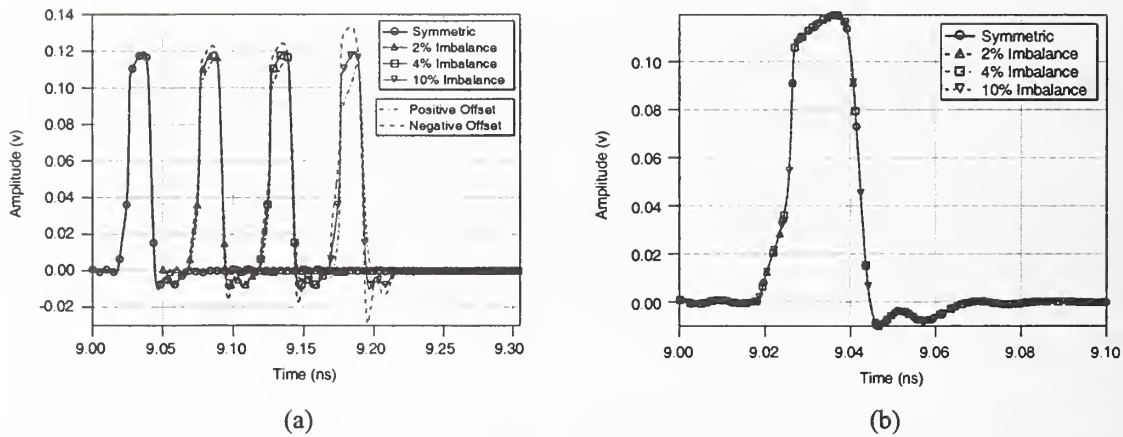 0.14
0.12
0.10
0.08
0.06
0.04
0.02
0.00
-0.02
Amplitude (v)
9.00
9.05
9.10
9.15
9.20
9.25
9.30
Time (ns)
Symmetric
2% Imbalance
4% Imbalance
10% Imbalance
Positive Offset
Negative Offset
(a)
0.12
0.10
0.08
0.06
0.04
0.02
0.00
Amplitude (v)
9.00
9.02
9.04
9.06
9.08
9.10
Time (ns)
Symmetric
2% Imbalance
4% Imbalance
10% Imbalance
(b)